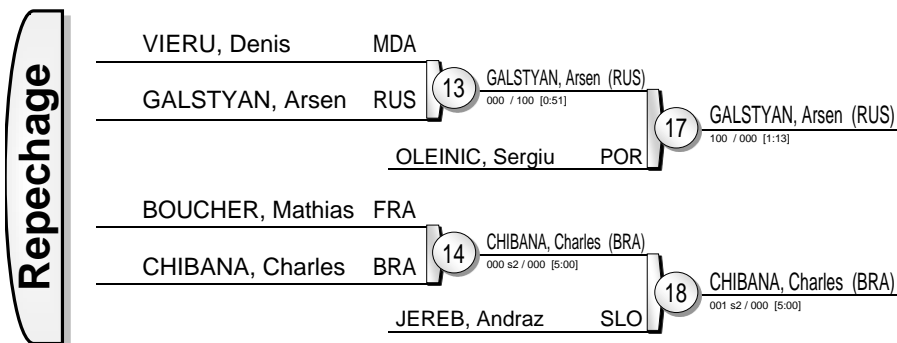 Repechage
VIERU, Denis MDA
GALSTYAN, Arsen RUS
13
GALSTYAN, Arsen (RUS)
000 / 100 [0:51]
OLEINIC, Sergiu POR
17
GALSTYAN, Arsen (RUS)
100 / 000 [1:13]
BOUCHER, Mathias FRA
CHIBANA, Charles BRA
14
CHIBANA, Charles (BRA)
000 s2 / 000 [5:00]
JEREB, Andraz SLO
18
CHIBANA, Charles (BRA)
001 s2 / 000 [5:00]